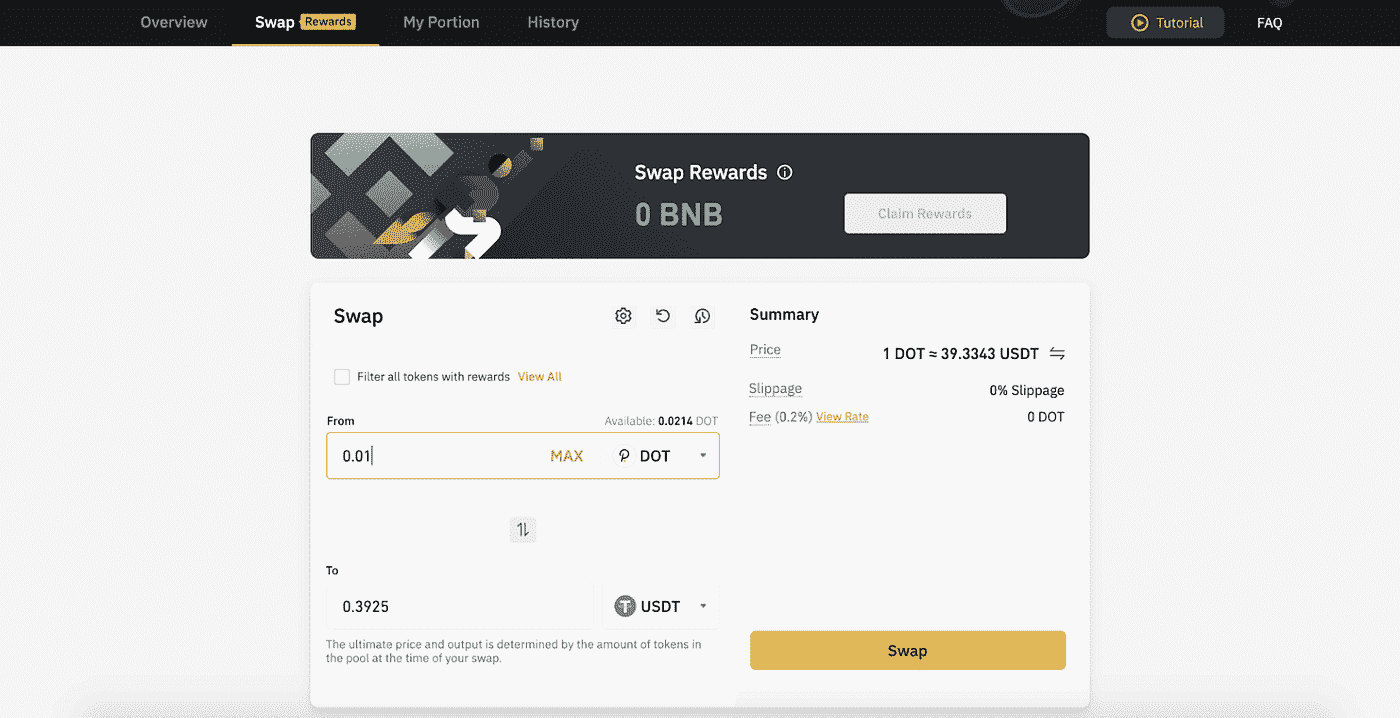 Overview
Swap Rewards
My Portion
History
Tutorial
FAQ
Swap Rewards
0 BNB
Claim Rewards
Swap
Filter all tokens with rewards View All
From
Available: 0.0214 DOT
0.01
MAX
DOT
To
0.3925
USDT
The ultimate price and output is determined by the amount of tokens in
the pool at the time of your swap.
Summary
Price
1 DOT ≈ 39.3343 USDT
Slippage
0% Slippage
Fee (0.2%) View Rate
0 DOT
Swap